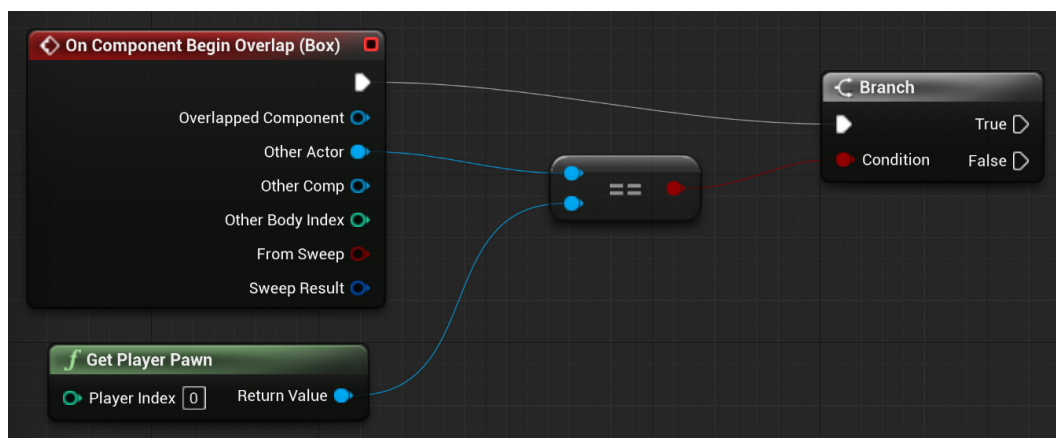 On Component Begin Overlap (Box)
Overlapped Component
Other Actor
Other Comp
Other Body Index
From Sweep
Sweep Result
f Get Player Pawn
Player Index 0 Return Value
==
Branch
True
Condition False